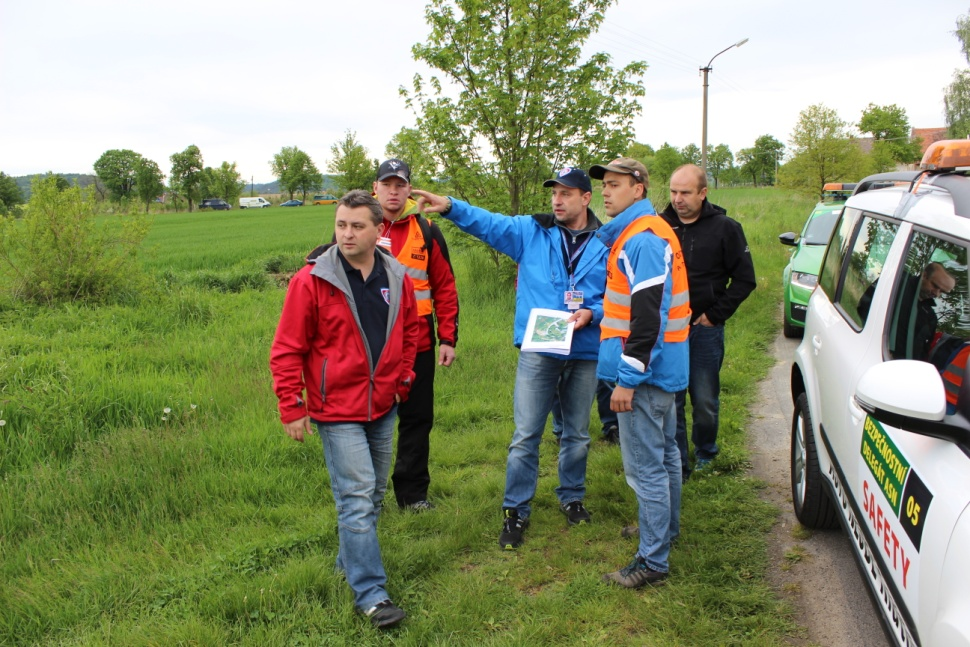 BEZPEČNOSTNÍ
DELEGÁT ASN
05
SAFETY